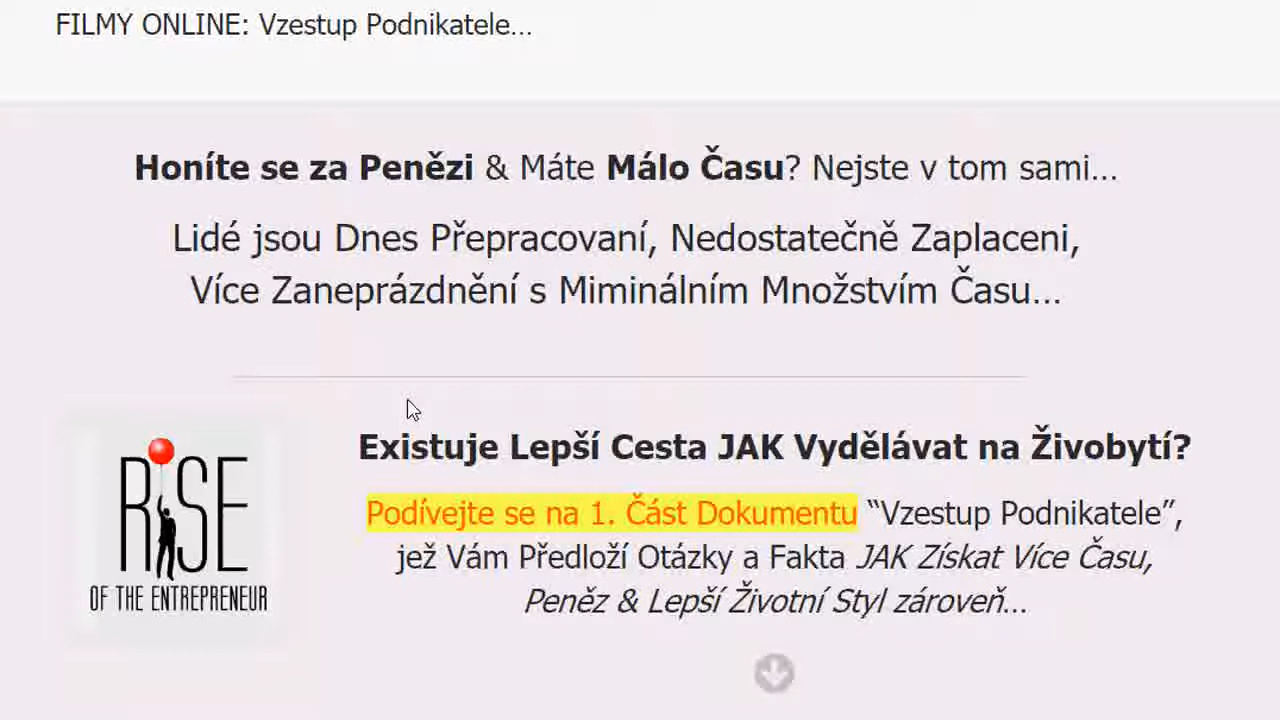 FILMY ONLINE: Vzestup Podnikatele...
Honíte se za Penězi & Máte Málo Času? Nejste v tom sami...
Lidé jsou Dnes Přepracovaní, Nedostatečně Zaplaceni,
Více Zaneprázdnění s Miminálním Množstvím Času...
Existuje Lepší Cesta JAK Vydělávat na Živobytí?
Podívejte se na 1. Část Dokumentu “Vzestup Podnikatele”,
jež Vám Předloží Otázky a Fakta JAK Získat Více Času,
Peněz & Lepší Životní Styl zároveň...
RiSE
OF THE ENTREPRENEUR